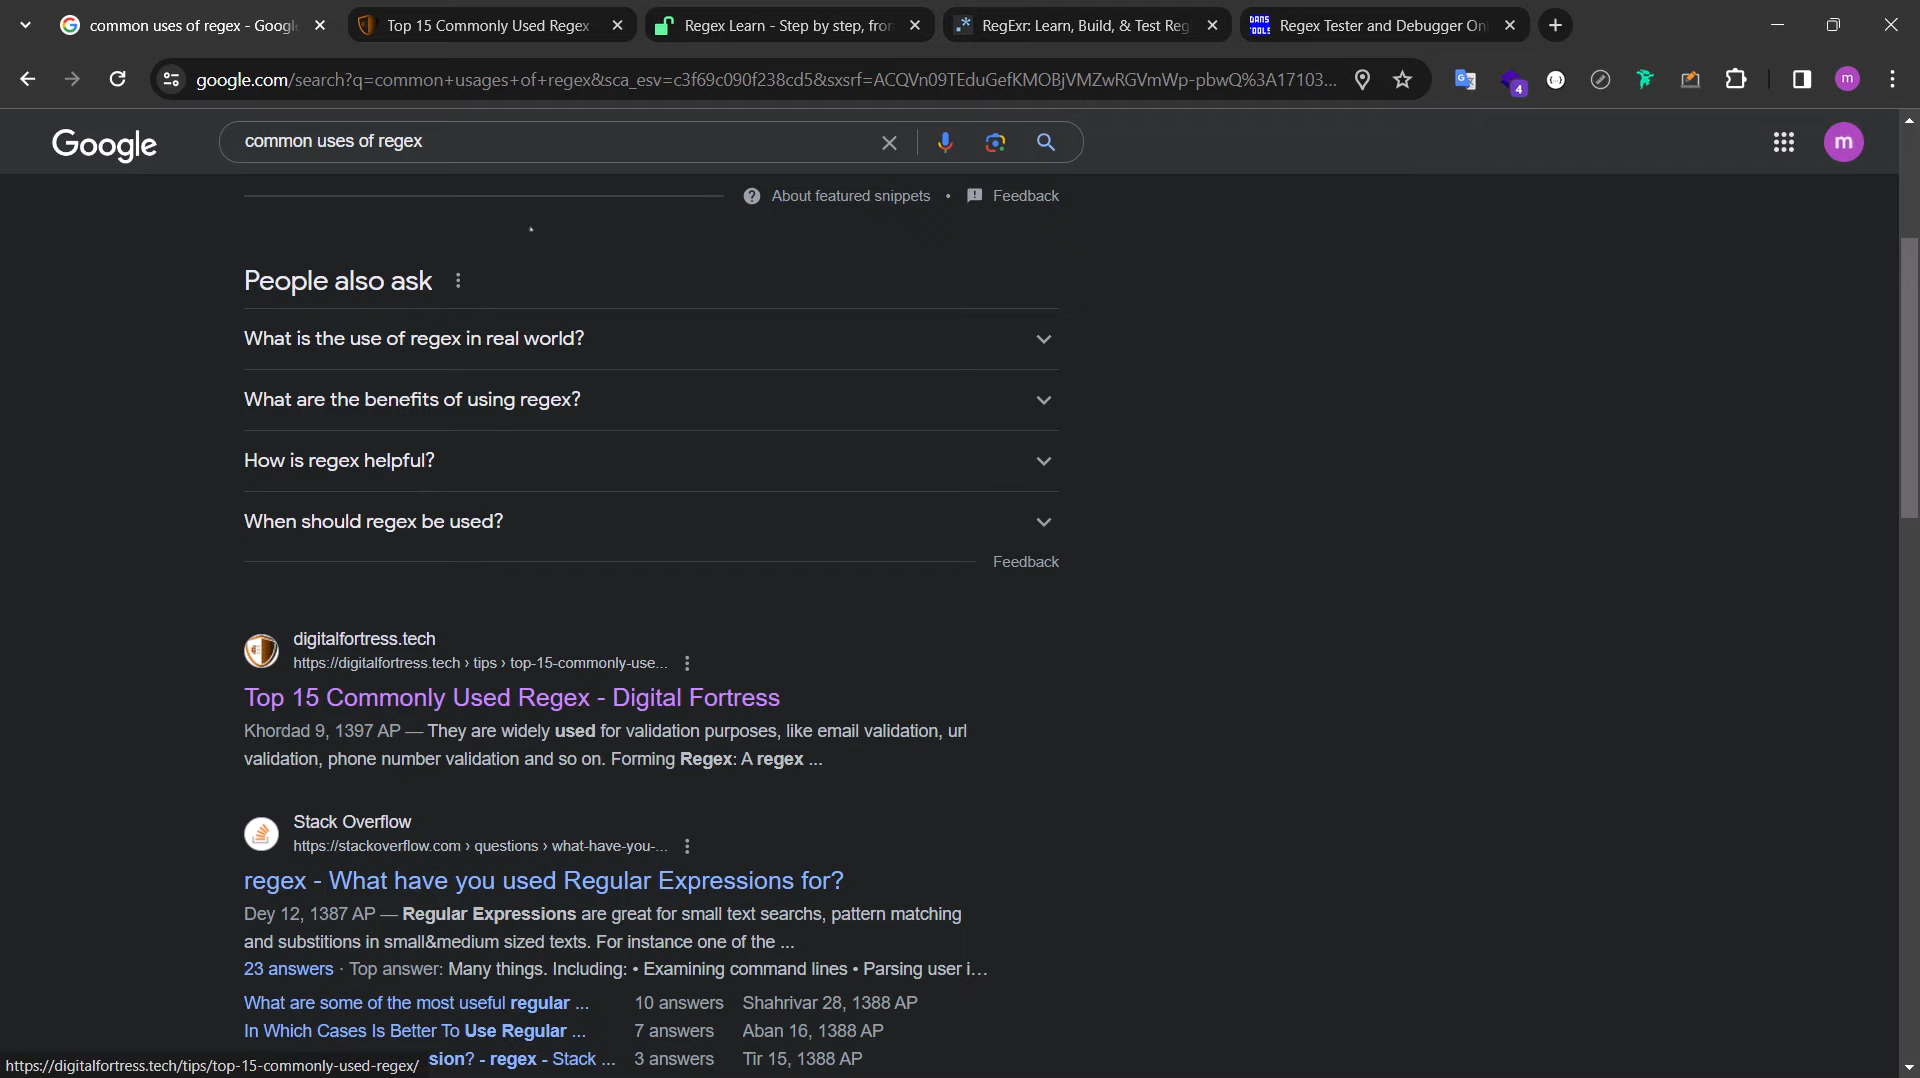 common uses of regex - Googl
Top 15 Commonly Used Regex
Regex Learn - Step by step, fron
RegExr: Learn, Build, & Test Reg
DANS TOOLS
Regex Tester and Debugger Onl
google.com/search?q=common+usages+of+regex&sca_esv=c3f69c090f238cd5&sxsrf=ACQVn09TEduGefKMOBjVMZwRGVmWp-pbwQ%3A17103...
4
m
Google
common uses of regex
m
About featured snippets • Feedback
People also ask
What is the use of regex in real world?
What are the benefits of using regex?
How is regex helpful?
When should regex be used?
Feedback
digitalfortress.tech
https://digitalfortress.tech › tips › top-15-commonly-use...
Top 15 Commonly Used Regex - Digital Fortress
Khordad 9, 1397 AP — They are widely used for validation purposes, like email validation, url
validation, phone number validation and so on. Forming Regex: A regex ...
Stack Overflow
https://stackoverflow.com › questions › what-have-you-...
regex - What have you used Regular Expressions for?
Dey 12, 1387 AP — Regular Expressions are great for small text searchs, pattern matching
and substitions in small&medium sized texts. For instance one of the ...
23 answers · Top answer: Many things. Including: • Examining command lines • Parsing user i...
What are some of the most useful regular ... 10 answers Shahrivar 28, 1388 AP
In Which Cases Is Better To Use Regular ... 7 answers Aban 16, 1388 AP
sion? - regex - Stack ... 3 answers Tir 15, 1388 AP
https://digitalfortress.tech/tips/top-15-commonly-used-regex/